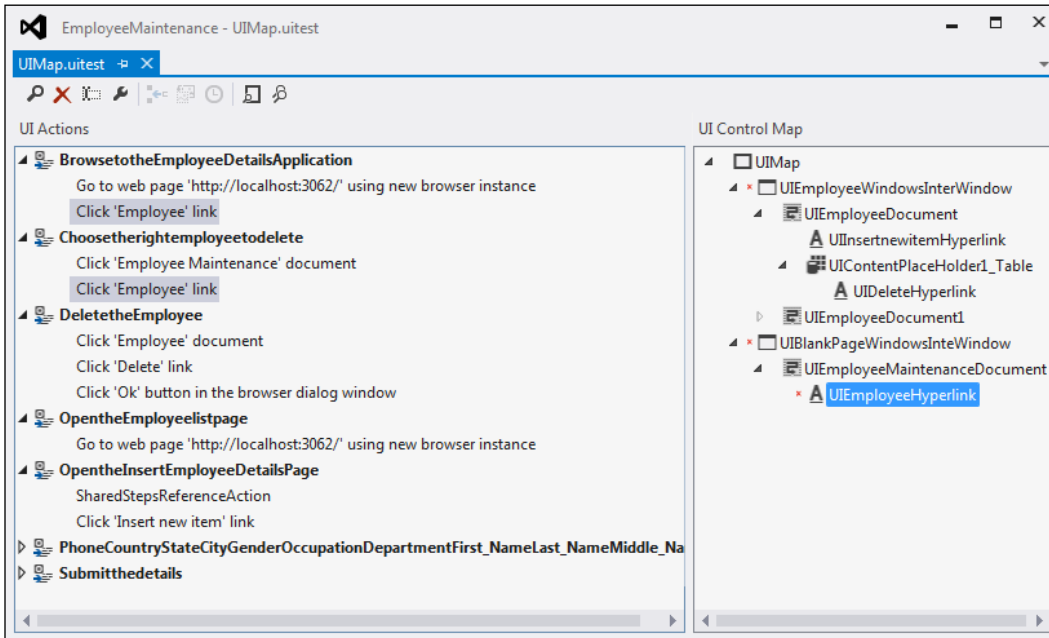 EmployeeMaintenance - UIMap.uitest
UIMap.uitest
UI Actions
BrowsetotheEmployeeDetailsApplication
Go to web page 'http://localhost:3062/' using new browser instance
Click 'Employee' link
Choosetherightemployeetodelete
Click 'Employee Maintenance' document
Click 'Employee' link
DeletetheEmployee
Click 'Employee' document
Click 'Delete' link
Click 'Ok' button in the browser dialog window
OpentheEmployeelistpage
Go to web page 'http://localhost:3062/' using new browser instance
OpentheInsertEmployeeDetailsPage
SharedStepsReferenceAction
Click 'Insert new item' link
PhoneCountryStateCityGenderOccupationDepartmentFirst_NameLast_NameMiddle_Na
Submitthedetails
UI Control Map
UIMap
UIEmployeeWindowsInterWindow
UIEmployeeDocument
UIInsertnewitemHyperlink
UIContentPlaceHolder1_Table
UIDeleteHyperlink
UIEmployeeDocument1
UIBlankPageWindowsInteWindow
UIEmployeeMaintenanceDocument
UIEmployeeHyperlink